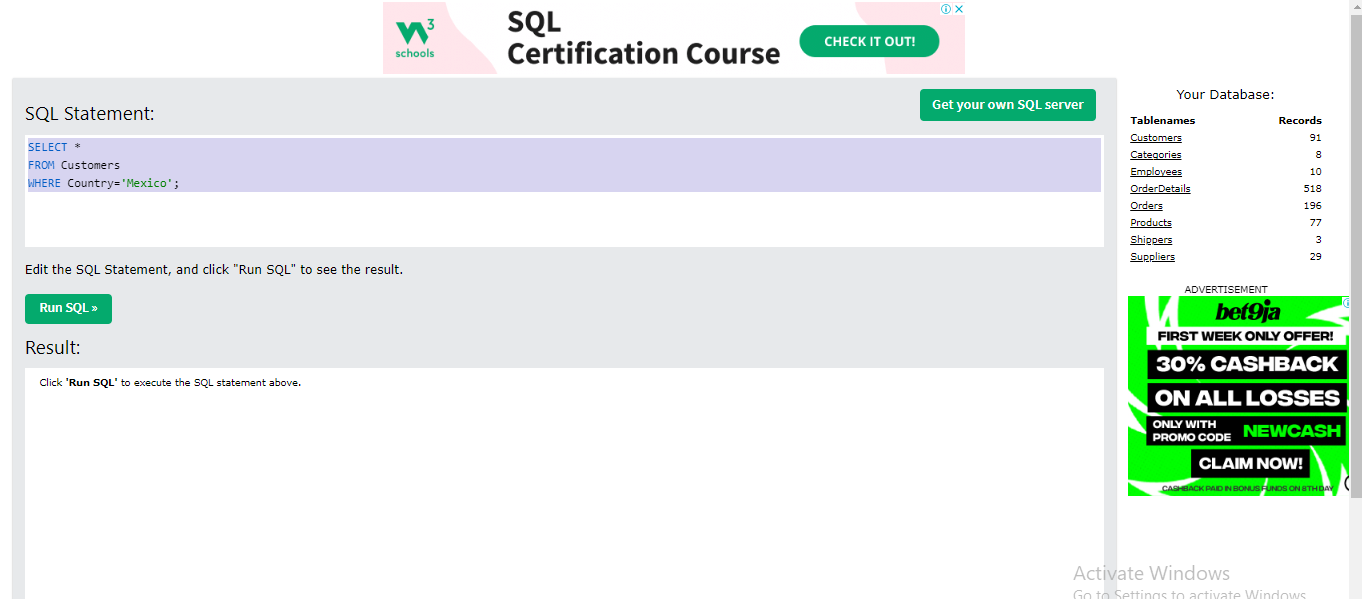 W3
schools
SQL
Certification Course
CHECK IT OUT!
SQL Statement:
Get your own SQL server
SELECT *
FROM Customers
WHERE Country='Mexico';
Edit the SQL Statement, and click "Run SQL" to see the result.
Run SQL »
Result:
Click 'Run SQL' to execute the SQL statement above.
Your Database:
Tablenames Records
Customers 91
Categories 8
Employees 10
OrderDetails 518
Orders 196
Products 77
Shippers 3
Suppliers 29
ADVERTISEMENT
bet9ja
FIRST WEEK ONLY OFFER!
30% CASHBACK
ON ALL LOSSES
ONLY WITH
PROMO CODE NEWCASH
CLAIM NOW!
CASHBACK PAID IN BONUS FUNDS ON 8TH DAY
Activate Windows
Go to Settings to activate Windows.